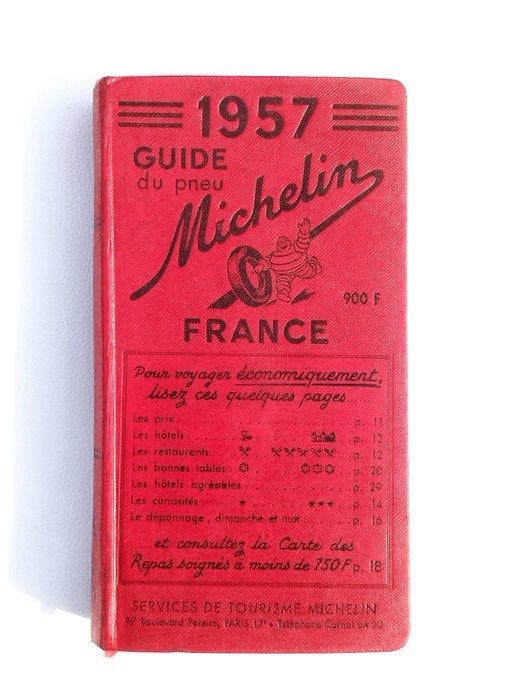 1957
GUIDE
du pneu
Michelin
900 F
FRANCE
Pour voyager économiquement,
lisez ces quelques pages
Les prix . . . . . . . . . . . . . . . . p. 11
Les hôtels . . . . . . . . . . p. 12
Les restaurants . . . . . . . . p. 12
Les bonnes tables . . . . . . . p. 20
Les hôtels agréables . . . . . . . . . . p. 29
Les curiosités . . . ★ . . . . ★★★ . . p. 14
Le dépannage, dimanche et nuit . . . . . p. 16
....et consultez la Carte des
Repas soignés à moins de 750 F p. 18
SERVICES DE TOURISME MICHELIN
97 Boulevard Pereire, PARIS 17ᵉ • Téléphone Carnot